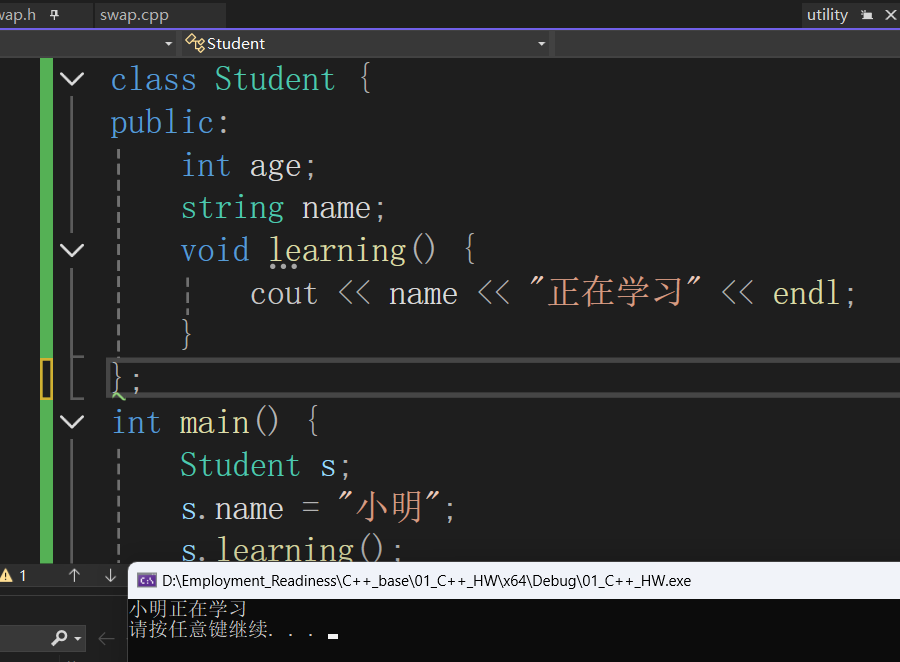 wap.h swap.cpp utility
Student
class Student {
public:
int age;
string name;
void learning() {
cout << name << "正在学习" << endl;
}
};
int main() {
Student s;
s.name = "小明";
s.learning();
1
D:\Employment_Readiness\C++_base\01_C++_HW\x64\Debug\01_C++_HW.exe
小明正在学习
请按任意键继续. . .